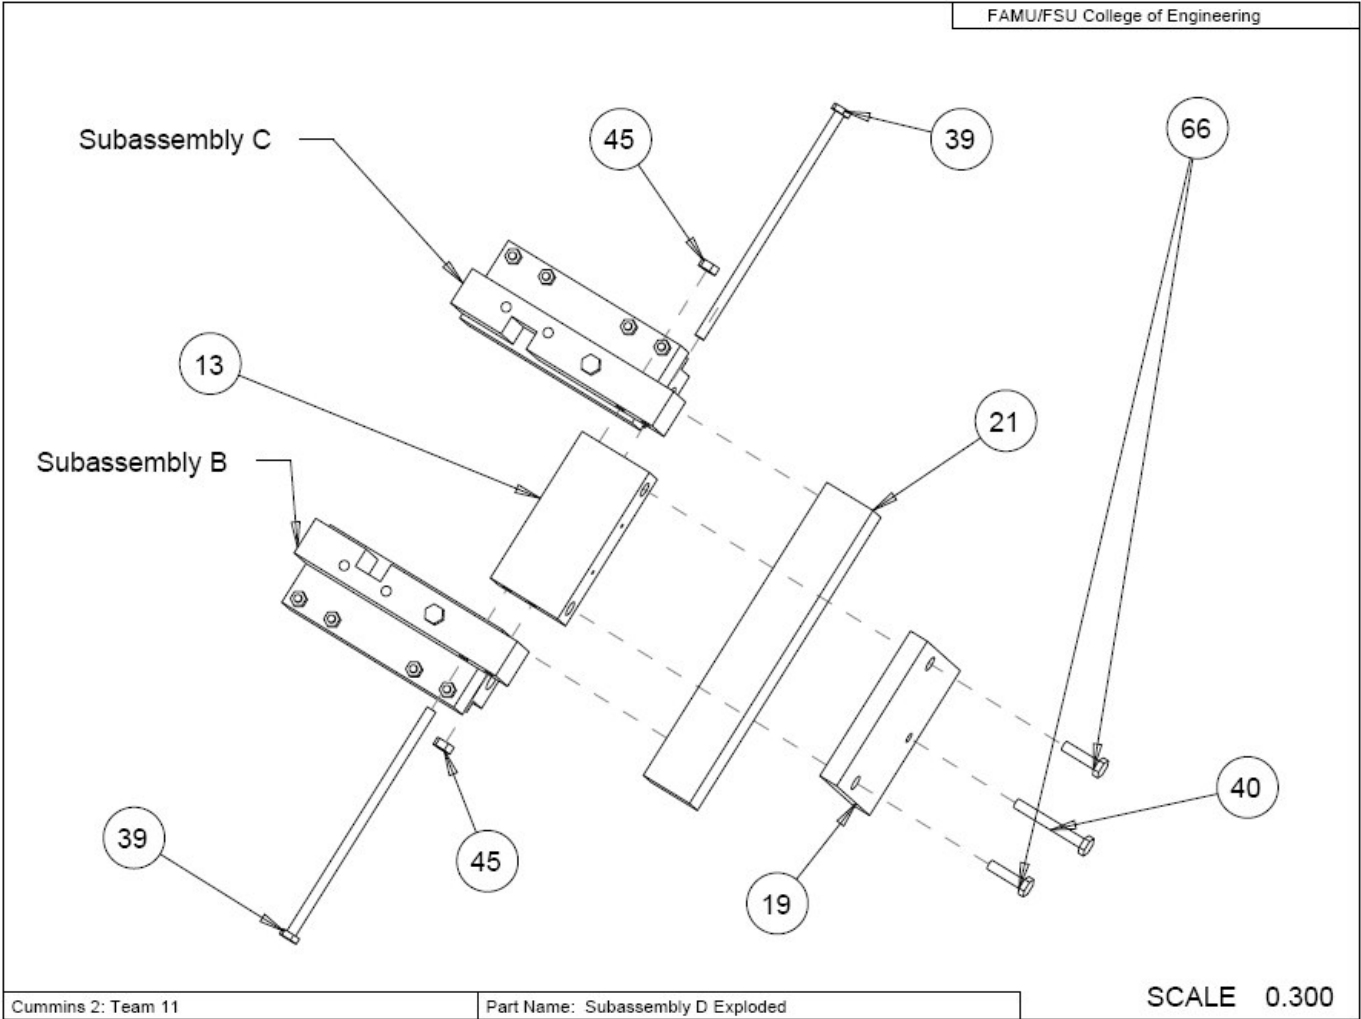 FAMU/FSU College of Engineering
Subassembly C
45
39
66
13
21
Subassembly B
40
39
45
19
Cummins 2: Team 11
Part Name: Subassembly D Exploded
SCALE 0.300